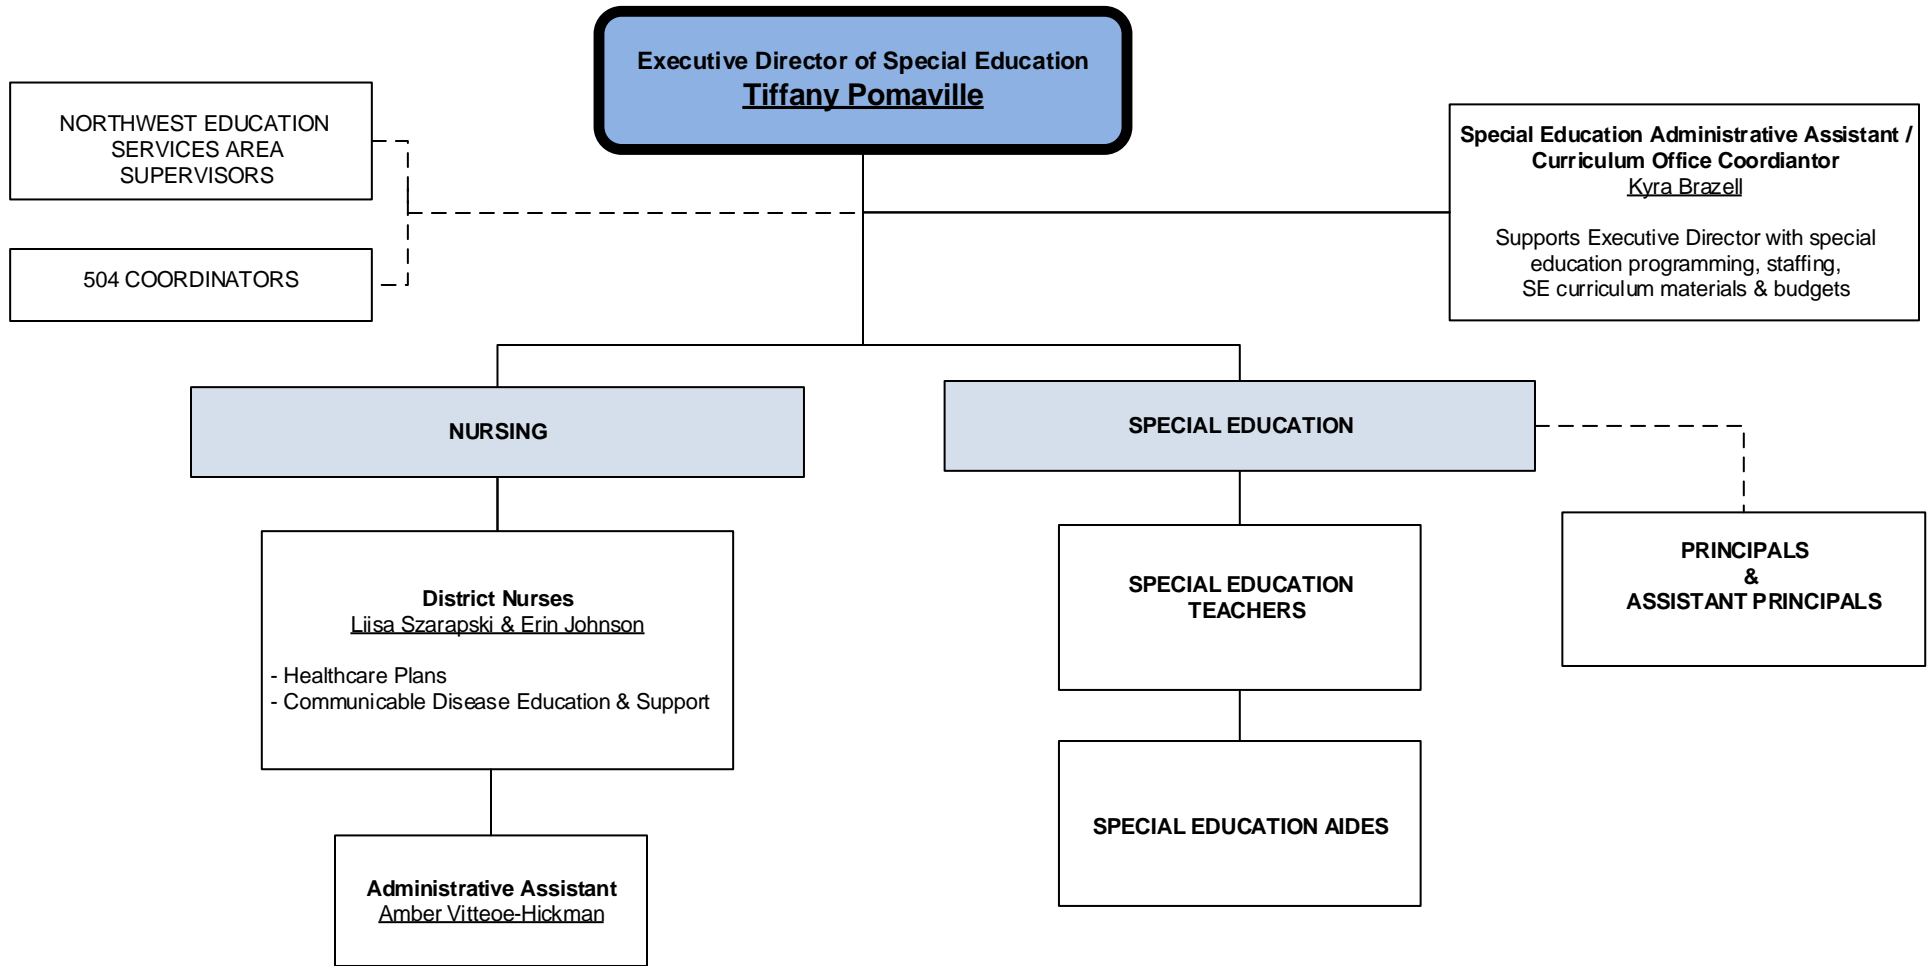 Executive Director of Special Education
Tiffany Pomaville
NORTHWEST EDUCATION
SERVICES AREA
SUPERVISORS
504 COORDINATORS
Special Education Administrative Assistant /
Curriculum Office Coordiantor
Kyra Brazell
Supports Executive Director with special
education programming, staffing,
SE curriculum materials & budgets
NURSING
SPECIAL EDUCATION
District Nurses
Liisa Szarapski & Erin Johnson
- Healthcare Plans
- Communicable Disease Education & Support
Administrative Assistant
Amber Vitteoe-Hickman
SPECIAL EDUCATION
TEACHERS
SPECIAL EDUCATION AIDES
PRINCIPALS
&
ASSISTANT PRINCIPALS